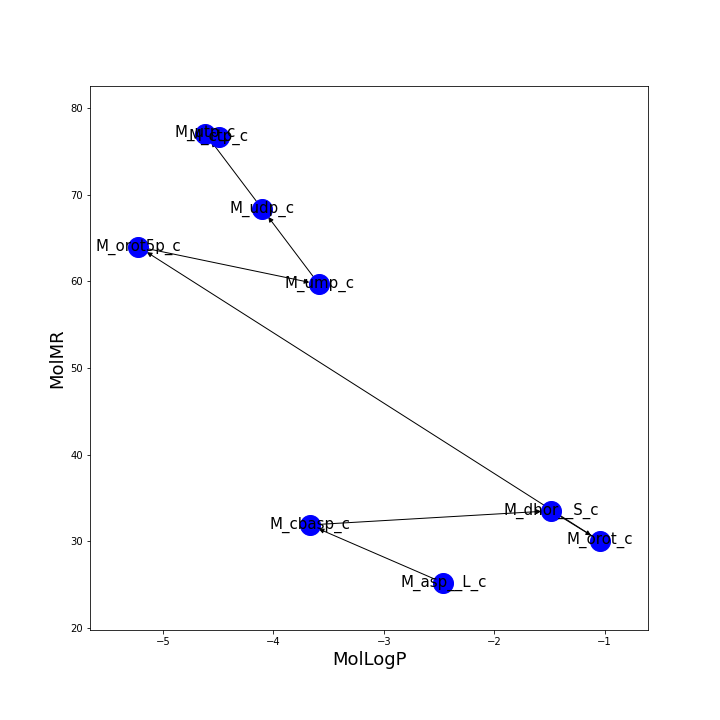 80
70
60
50
40
30
20
MolMR
M_udp_c
M_orot5p_c
M_ump_c
M_cbasp_c
M_dhor__S_c
M_orot_c
M_asp__L_c
−5
−4
−3
−2
−1
MolLogP